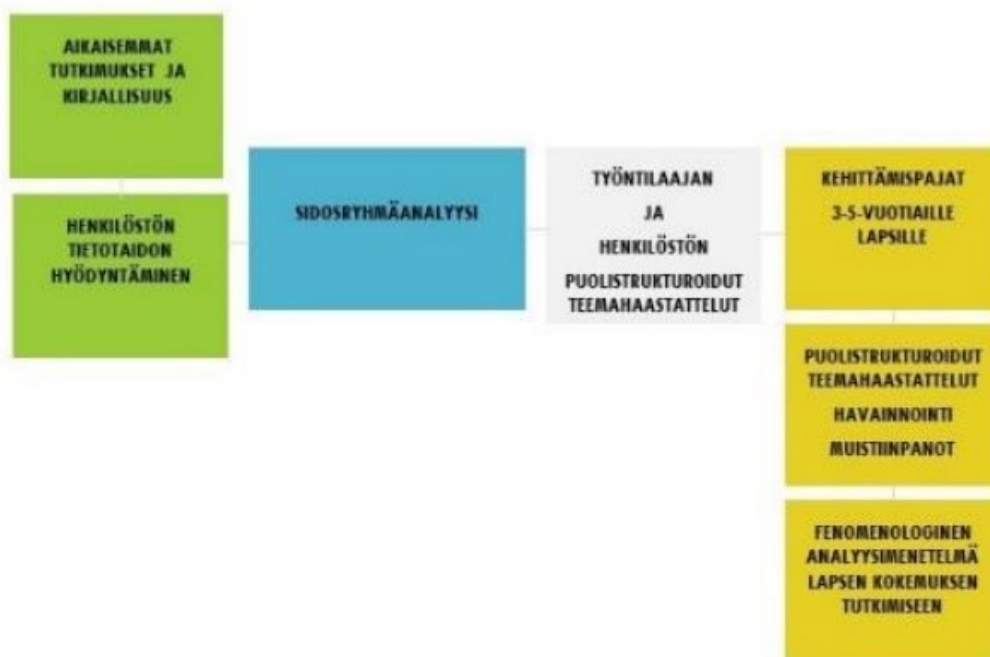 AIKAISEMMAT
TUTKIMUKSET JA
KIRJALLISUUS
HENKILÖSTÖN
TIETOTAIDON
HYÖDYNTÄMINEN
SIDOSRYHMÄANALYYSI
TYÖNTILAAJAN
JA
HENKILÖSTÖN
PUOLISTRUKTUROIDUT
TEEMAHAASTATTELUT
KEHITTÄMISPAJAT
3-5-VUOTIAILLE
LAPSILLE
PUOLISTRUKTUROIDUT
TEEMAHAASTATTELUT
HAVAINNOINTI
MUISTIINPANOT
FENOMENOLOGINEN
ANALYYSIMENETELMÄ
LAPSEN KOKEMUKSEN
TUTKIMISEEN